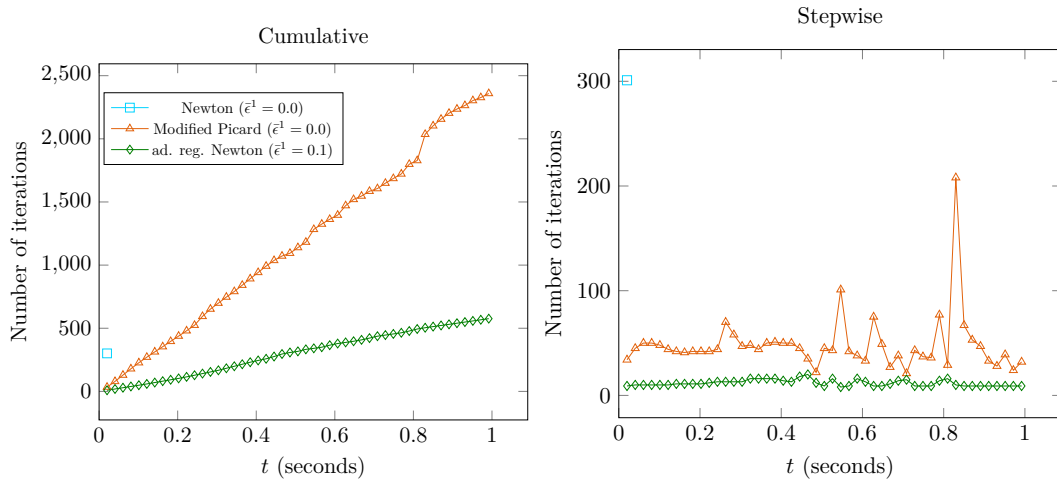 Cumulative
Number of iterations
2,500
2,000
1,500
1,000
500
0
Newton (ε̄¹ = 0.0)
Modified Picard (ε̄¹ = 0.0)
ad. reg. Newton (ε̄¹ = 0.1)
0 0.2 0.4 0.6 0.8 1
t (seconds)
Stepwise
Number of iterations
300
200
100
0
0 0.2 0.4 0.6 0.8 1
t (seconds)